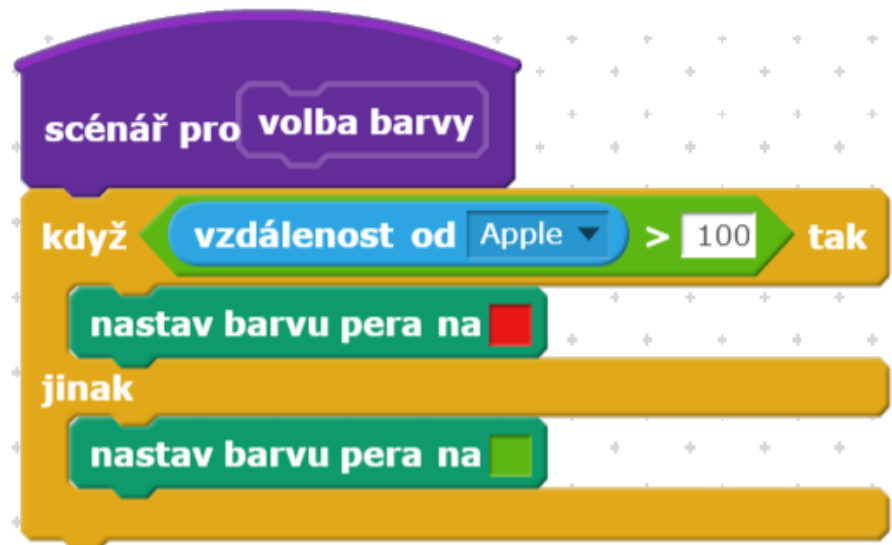 scénář pro volba barvy
když vzdálenost od Apple > 100 tak
nastav barvu pera na
jinak
nastav barvu pera na